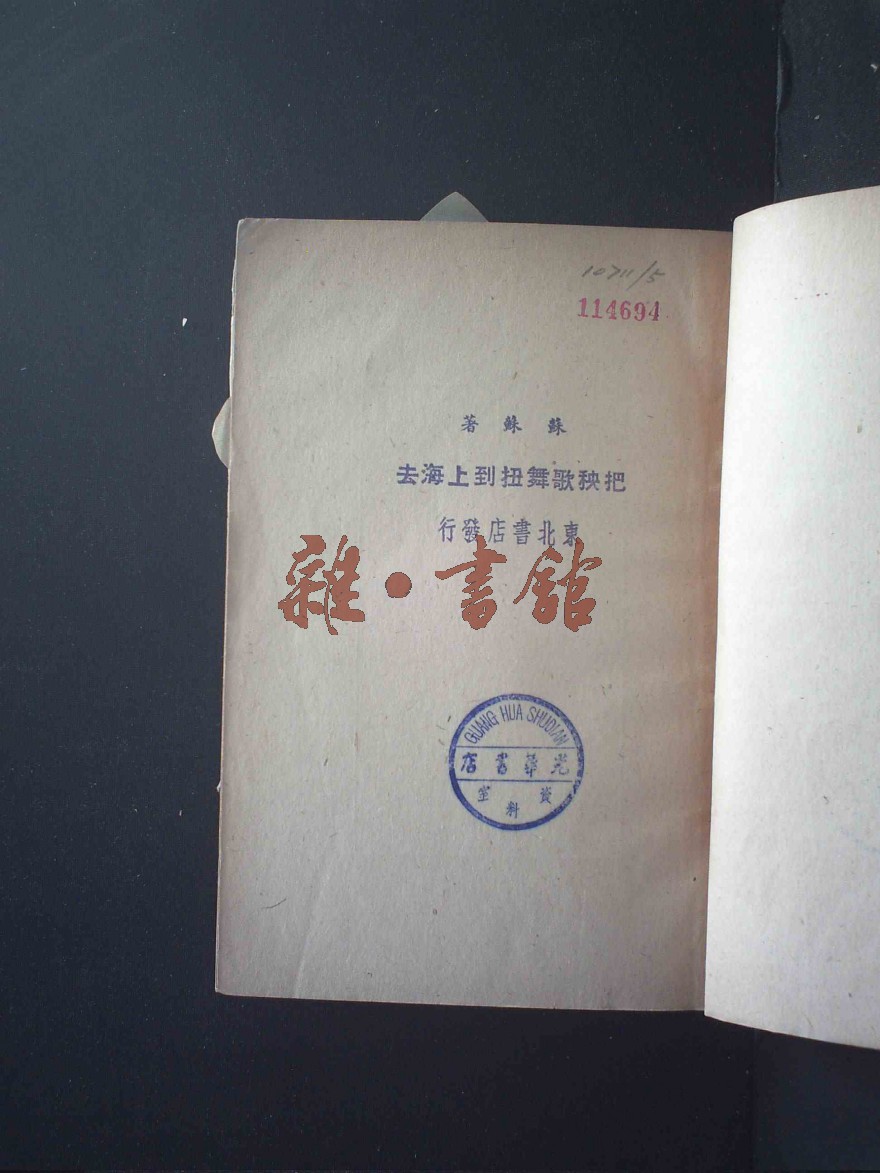 10711/5
114694
蘇蘇著
把秧歌舞扭到上海去
東北書店發行
雜·書館
GUANG HUA SHUDIAN
光華書店
資料室